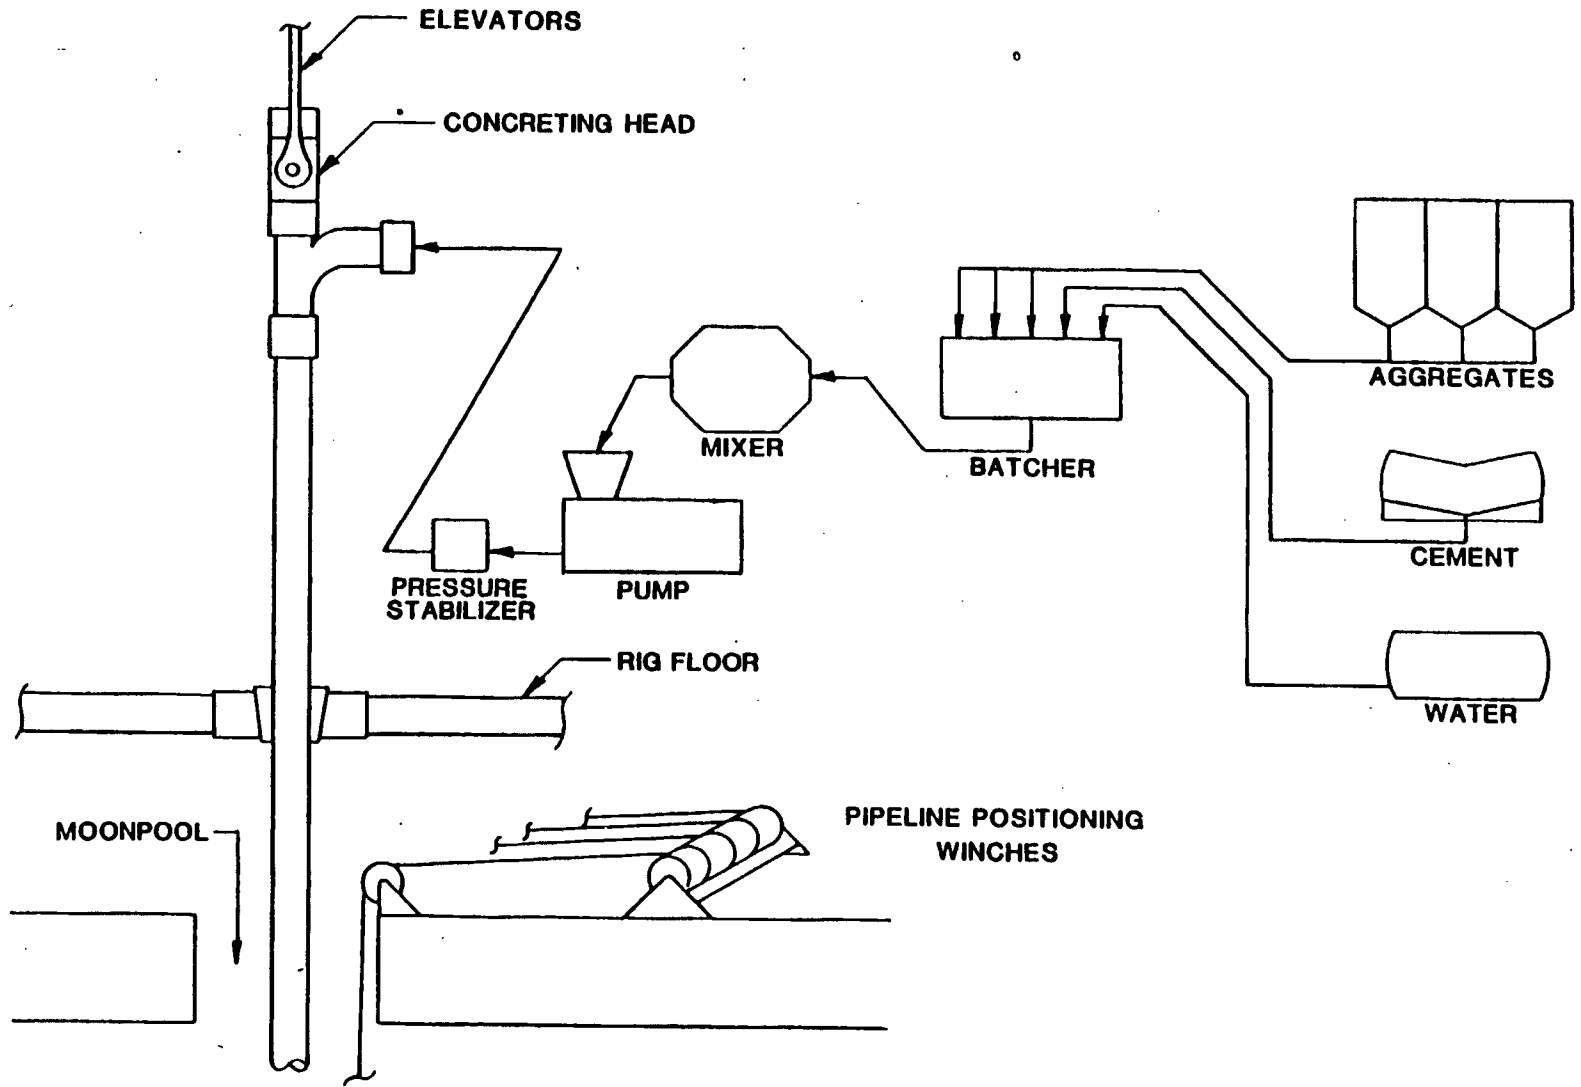 ELEVATORS
CONCRETING HEAD
AGGREGATES
MIXER
BATCHER
CEMENT
PRESSURE
STABILIZER
PUMP
RIG FLOOR
WATER
MOONPOOL
PIPELINE POSITIONING
WINCHES